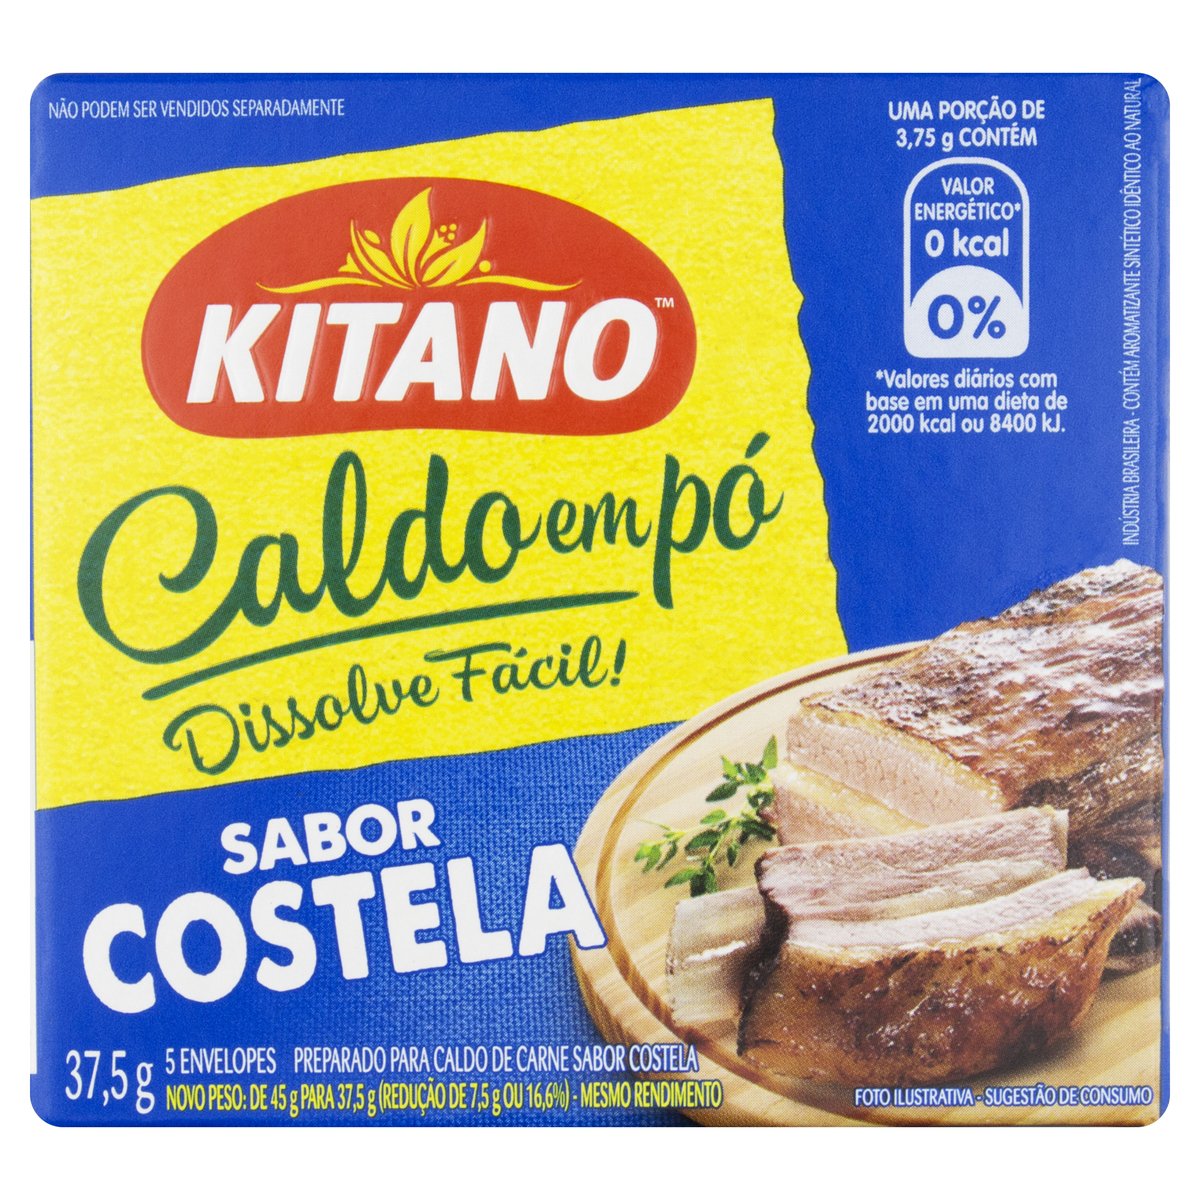 NÃO PODEM SER VENDIDOS SEPARADAMENTE
KITANO™
Caldo em pó
Dissolve Fácil!
SABOR
COSTELA
37,5 g
5 ENVELOPES PREPARADO PARA CALDO DE CARNE SABOR COSTELA
NOVO PESO: DE 45 g PARA 37,5 g (REDUÇÃO DE 7,5 g OU 16,6%) - MESMO RENDIMENTO
UMA PORÇÃO DE
3,75 g CONTÉM
VALOR
ENERGÉTICO*
0 kcal
0%
*Valores diários com
base em uma dieta de
2000 kcal ou 8400 kJ.
INDÚSTRIA BRASILEIRA - CONTÉM AROMATIZANTE SINTÉTICO IDÊNTICO AO NATURAL
FOTO ILUSTRATIVA - SUGESTÃO DE CONSUMO